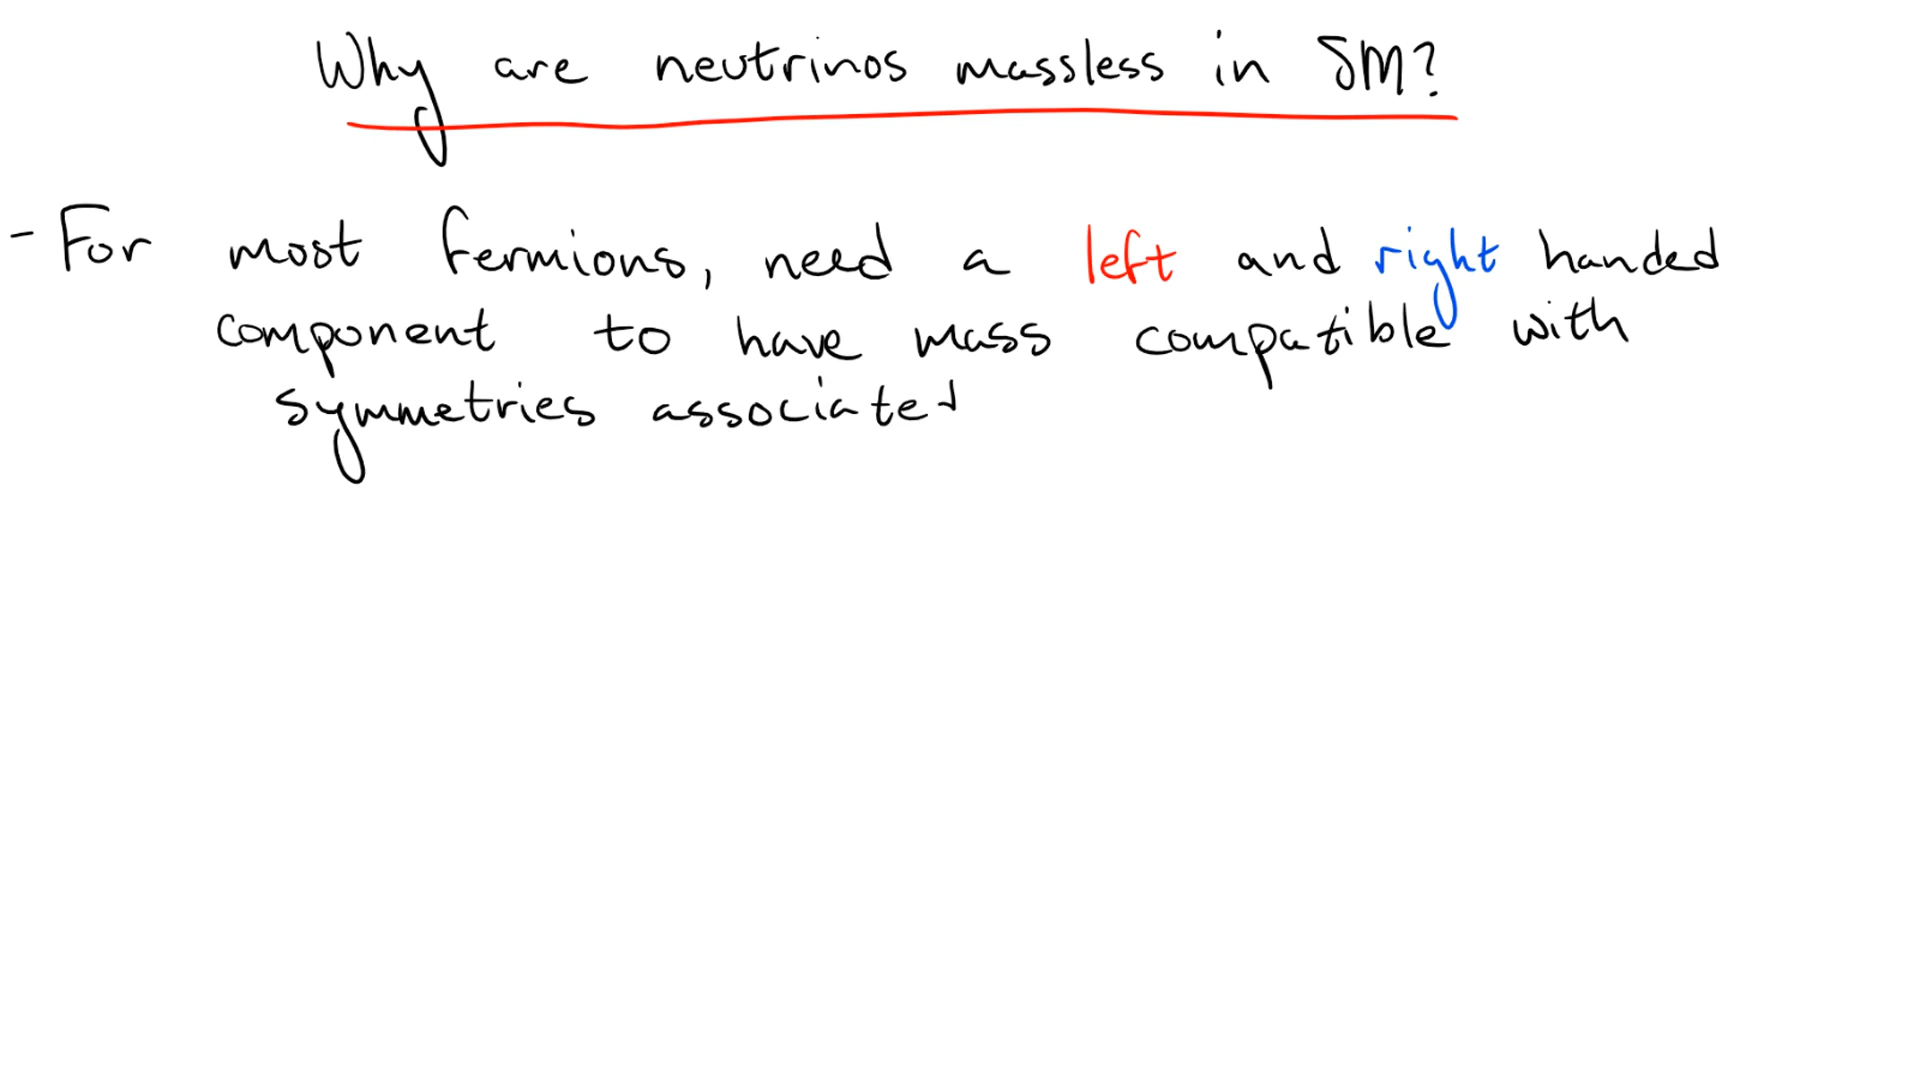 Why are neutrinos massless in SM?
- For most fermions, need a left and right handed
component to have mass compatible with
symmetries associated